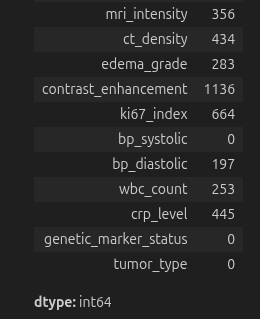 mri_intensity 356
ct_density 434
edema_grade 283
contrast_enhancement 1136
ki67_index 664
bp_systolic 0
bp_diastolic 197
wbc_count 253
crp_level 445
genetic_marker_status 0
tumor_type 0
dtype: int64